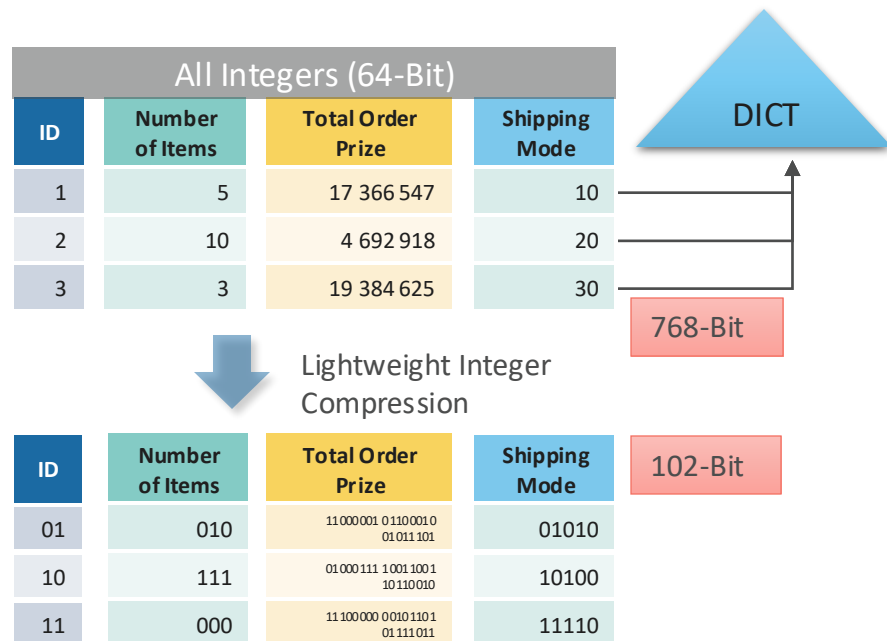 All Integers (64-Bit)
DICT
ID
Number
of Items
Total Order
Prize
Shipping
Mode
1 5 17 366 547 10
2 10 4 692 918 20
3 3 19 384 625 30
768-Bit
Lightweight Integer
Compression
ID
Number
of Items
Total Order
Prize
Shipping
Mode
102-Bit
01 010 11000001 01100010
01011101 01010
10 111 01000111 10011001
10110010 10100
11 000 11100000 00101101
01111011 11110